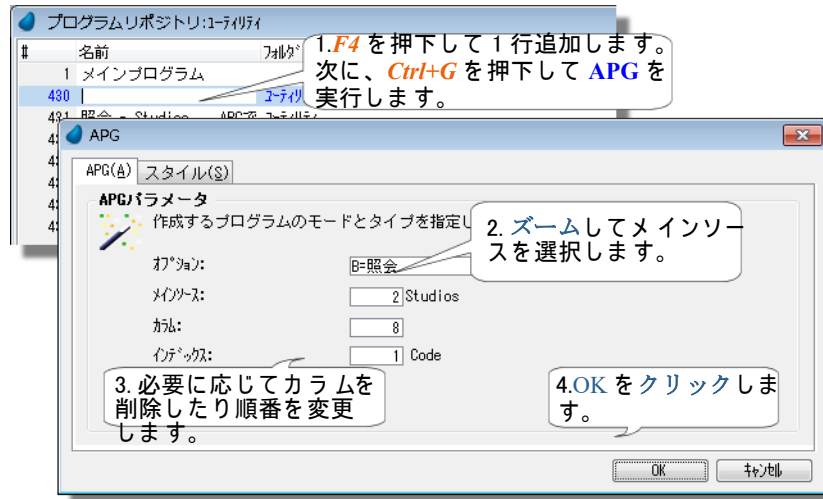 プログラムリポジトリ:ユーティリティ
# 名前 フォルダ
1 メインプログラム
430
431 照会 - Studios
1.F4 を押下して 1 行追加します。
次に、Ctrl+G を押下して APG を
実行します。
APG
APG(A) スタイル(S)
APGパラメータ
作成するプログラムのモードとタイプを指定し
2. ズームしてメインソー
スを選択します。
オプション: B=照会
メインソース: 2 Studios
カラム: 8
インデックス: 1 Code
3. 必要に応じてカラムを
削除したり順番を変更
します。
4.OK をクリックしま
す。
OK キャンセル